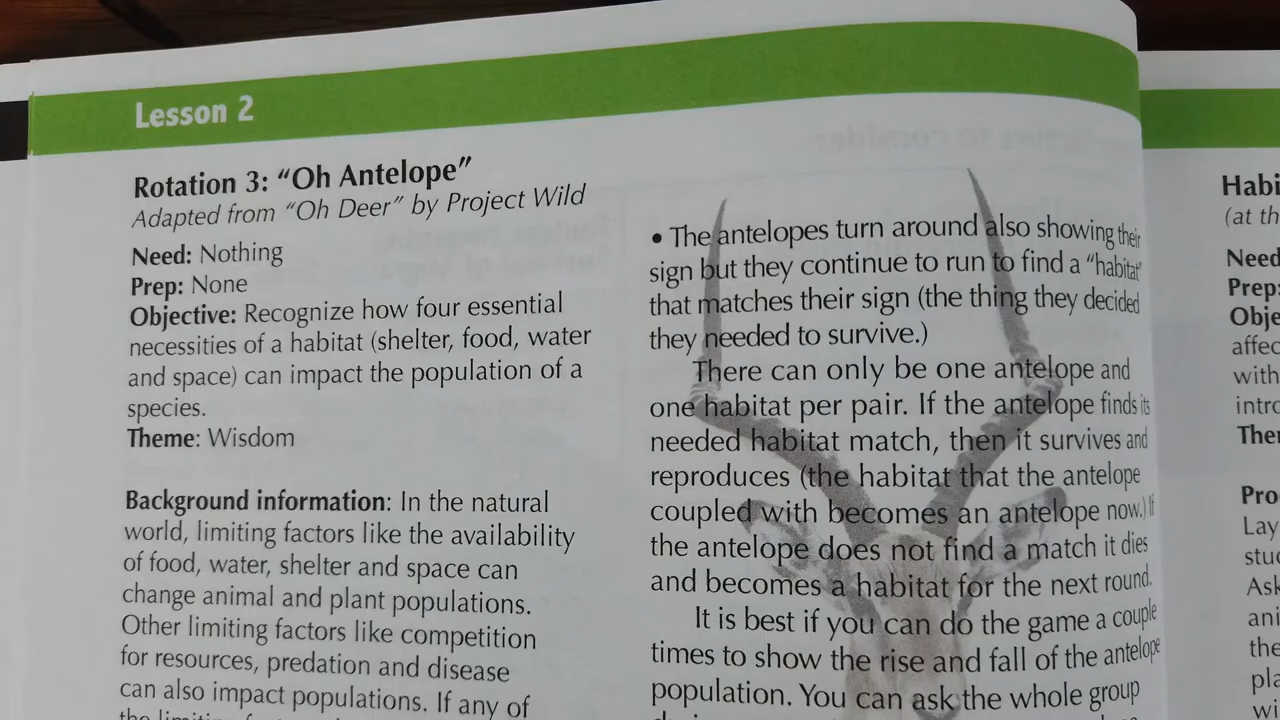 Lesson 2
Rotation 3: "Oh Antelope"
Adapted from "Oh Deer" by Project Wild
Need: Nothing
Prep: None
Objective: Recognize how four essential
necessities of a habitat (shelter, food, water
and space) can impact the population of a
species.
Theme: Wisdom
Background information: In the natural
world, limiting factors like the availability
of food, water, shelter and space can
change animal and plant populations.
Other limiting factors like competition
for resources, predation and disease
can also impact populations. If any of
• The antelopes turn around also showing their
sign but they continue to run to find a "habitat"
that matches their sign (the thing they decided
they needed to survive.)
There can only be one antelope and
one habitat per pair. If the antelope finds its
needed habitat match, then it survives and
reproduces (the habitat that the antelope
coupled with becomes an antelope now.) If
the antelope does not find a match it dies
and becomes a habitat for the next round.
It is best if you can do the game a couple
times to show the rise and fall of the antelope
population. You can ask the whole group
Habi
(at th
Need
Prep:
Obje
affec
with
intro
Ther
Pro
Lay
stud
Ask
ani
the
pla
wi